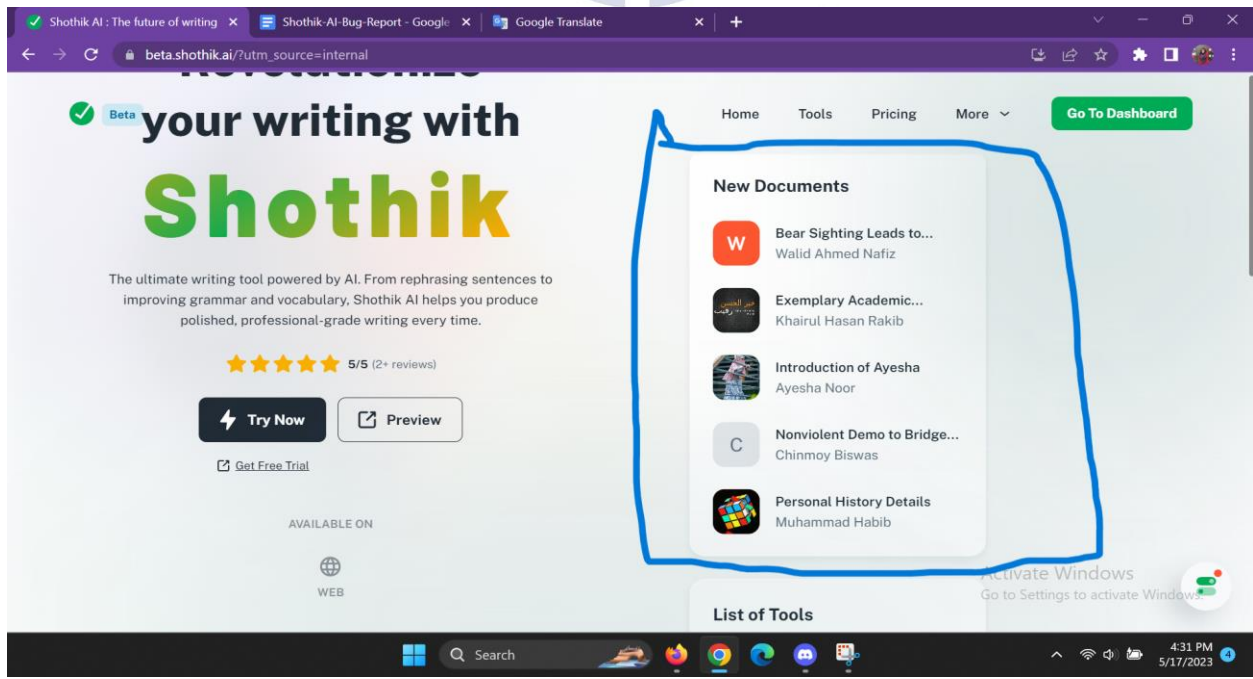 Shothik AI : The future of writing
Shothik-AI-Bug-Report - Google
Google Translate
beta.shothik.ai/?utm_source=internal
Revolutionize
Beta
your writing with
Home Tools Pricing More Go To Dashboard
Shothik
The ultimate writing tool powered by AI. From rephrasing sentences to
improving grammar and vocabulary, Shothik AI helps you produce
polished, professional-grade writing every time.
5/5 (2+ reviews)
Try Now Preview
Get Free Trial
AVAILABLE ON
WEB
New Documents
W
Bear Sighting Leads to...
Walid Ahmed Nafiz
Exemplary Academic...
Khairul Hasan Rakib
Introduction of Ayesha
Ayesha Noor
C
Nonviolent Demo to Bridge...
Chinmoy Biswas
Personal History Details
Muhammad Habib
List of Tools
Activate Windows
Go to Settings to activate Windows.
Search
4:31 PM
5/17/2023
4